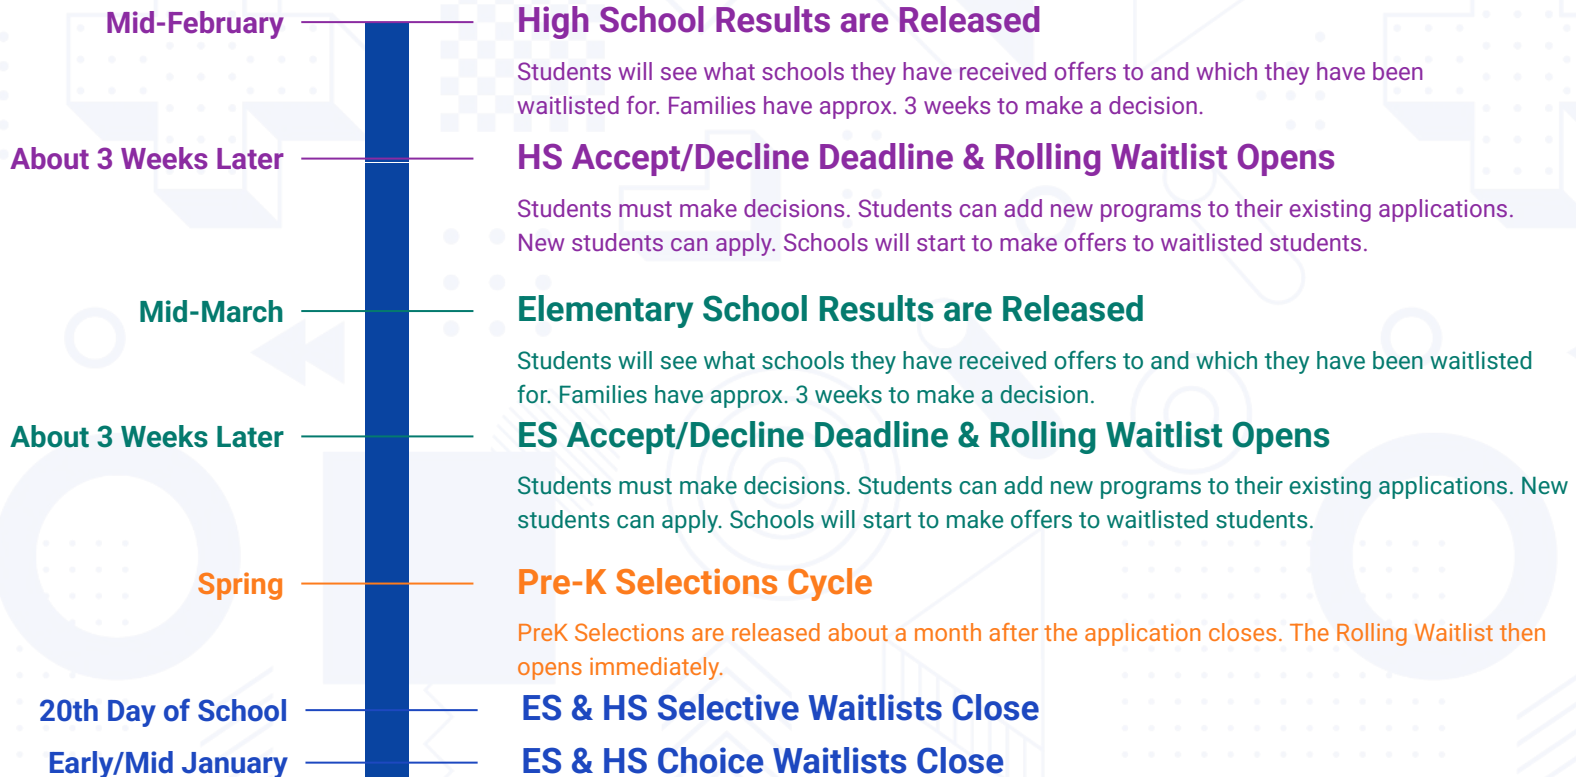 Mid-February
High School Results are Released
Students will see what schools they have received offers to and which they have been
waitlisted for. Families have approx. 3 weeks to make a decision.
About 3 Weeks Later
HS Accept/Decline Deadline & Rolling Waitlist Opens
Students must make decisions. Students can add new programs to their existing applications.
New students can apply. Schools will start to make offers to waitlisted students.
Mid-March
Elementary School Results are Released
Students will see what schools they have received offers to and which they have been waitlisted
for. Families have approx. 3 weeks to make a decision.
About 3 Weeks Later
ES Accept/Decline Deadline & Rolling Waitlist Opens
Students must make decisions. Students can add new programs to their existing applications. New
students can apply. Schools will start to make offers to waitlisted students.
Spring
Pre-K Selections Cycle
PreK Selections are released about a month after the application closes. The Rolling Waitlist then
opens immediately.
20th Day of School
ES & HS Selective Waitlists Close
Early/Mid January
ES & HS Choice Waitlists Close